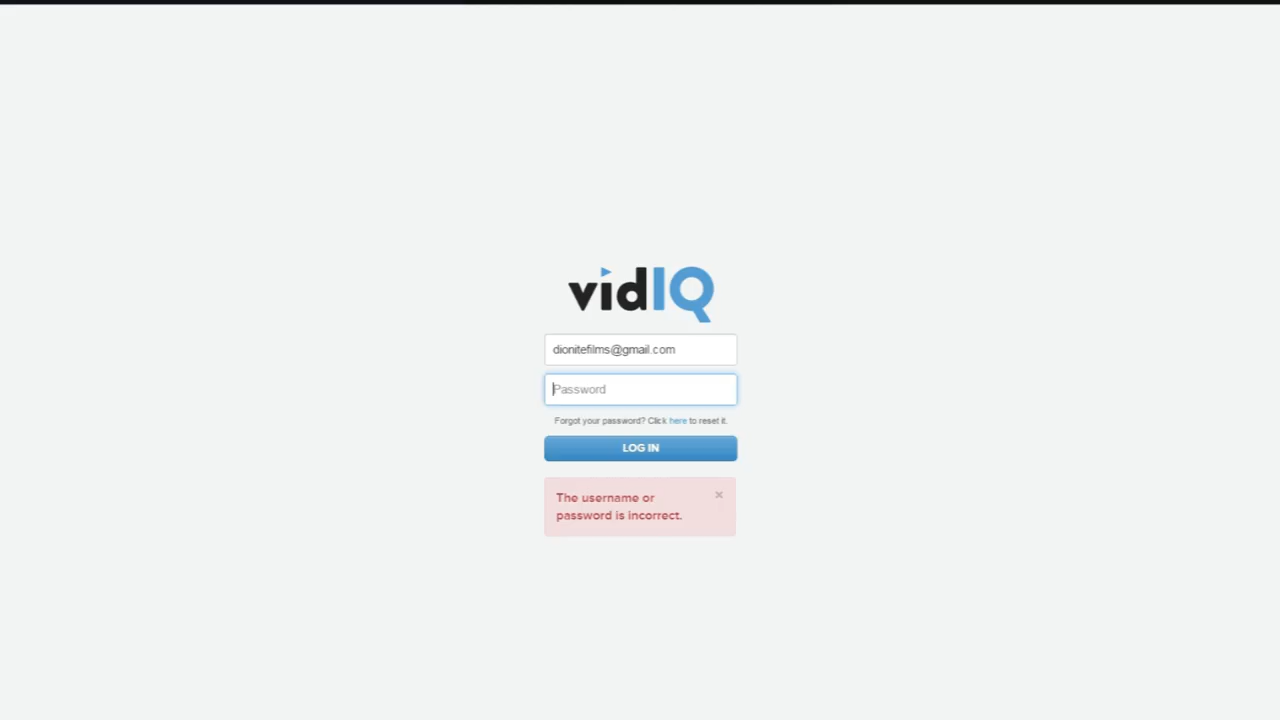 vidIQ
dionitefilms@gmail.com
Password
Forgot your password? Click here to reset it.
LOG IN
The username or ×
password is incorrect.